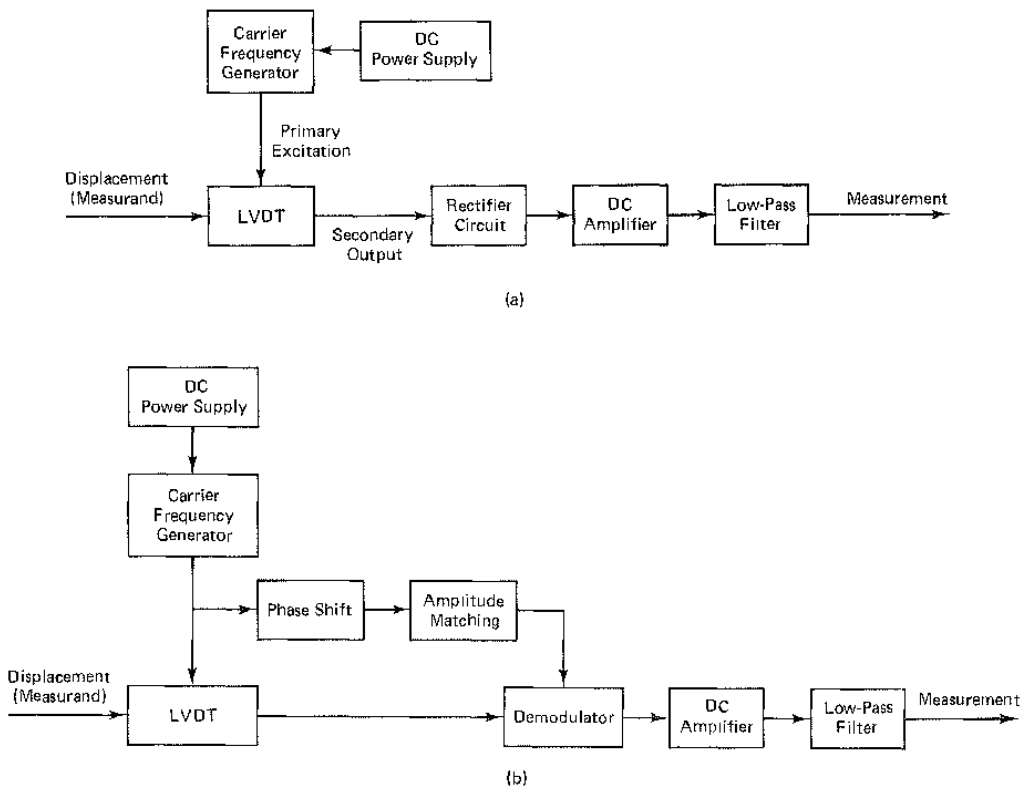 Carrier
Frequency
Generator
DC
Power Supply
Primary
Excitation
Displacement
(Measurand)
LVDT
Secondary
Output
Rectifier
Circuit
DC
Amplifier
Low-Pass
Filter
Measurement
(a)
DC
Power Supply
Carrier
Frequency
Generator
Phase Shift
Amplitude
Matching
Displacement
(Measurand)
LVDT
Demodulator
DC
Amplifier
Low-Pass
Filter
Measurement
(b)